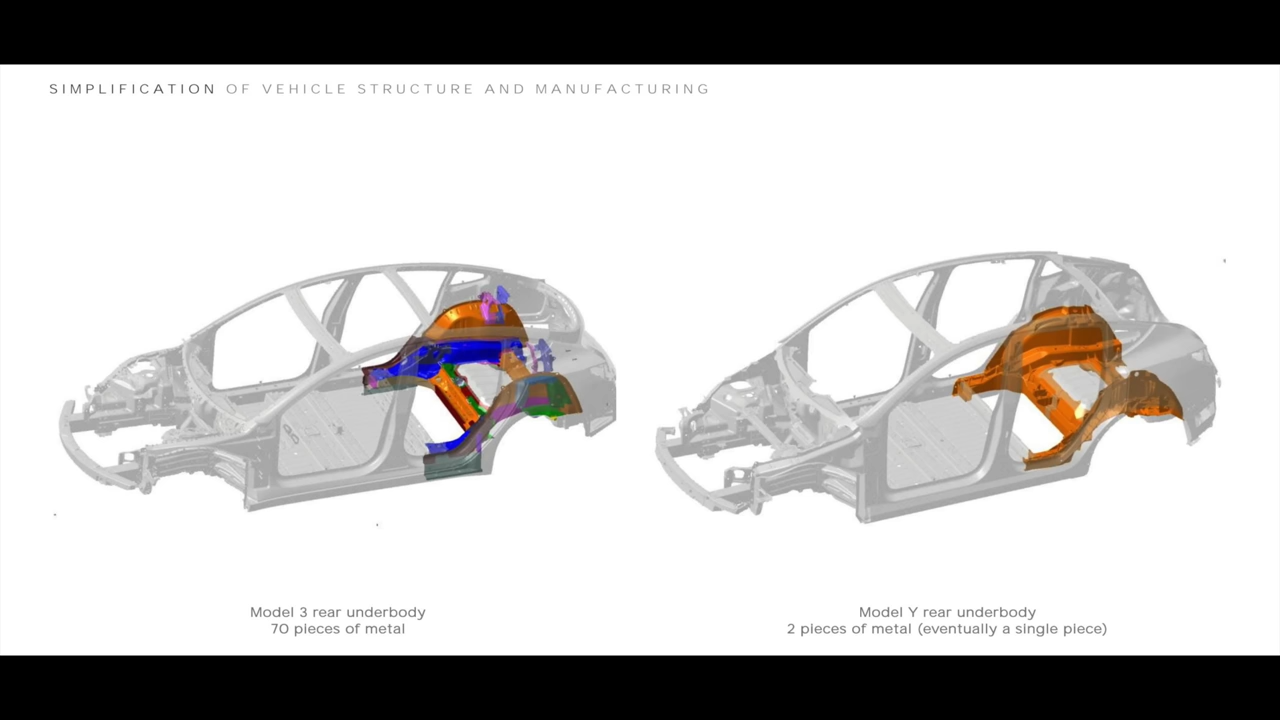 SIMPLIFICATION OF VEHICLE STRUCTURE AND MANUFACTURING
Model 3 rear underbody
70 pieces of metal
Model Y rear underbody
2 pieces of metal (eventually a single piece)